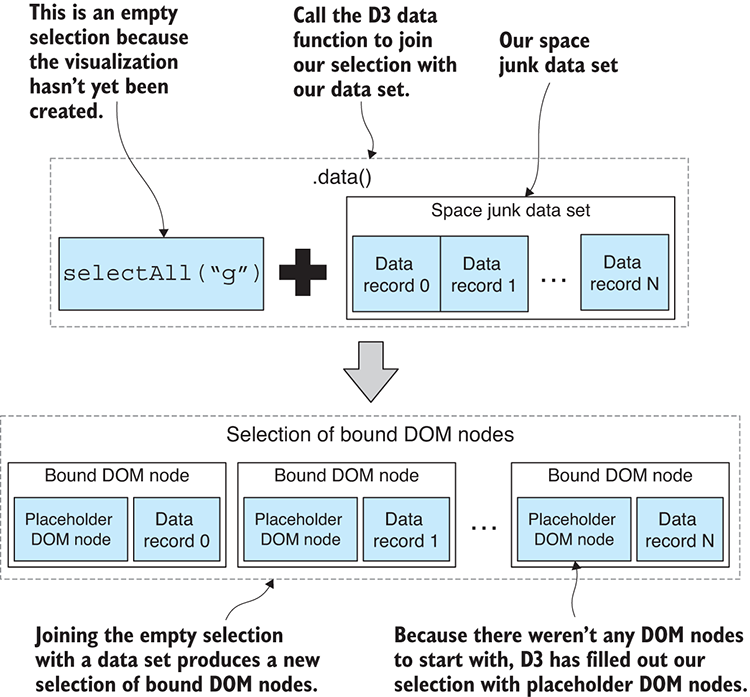 This is an empty
selection because
the visualization
hasn’t yet been
created.
Call the D3 data
function to join
our selection with
our data set.
Our space
junk data set
.data()
selectAll(“g”)
Space junk data set
Data
record 0
Data
record 1
...
Data
record N
Selection of bound DOM nodes
Bound DOM node
Placeholder
DOM node
Data
record 0
Bound DOM node
Placeholder
DOM node
Data
record 1
...
Bound DOM node
Placeholder
DOM node
Data
record N
Joining the empty selection
with a data set produces a new
selection of bound DOM nodes.
Because there weren’t any DOM nodes
to start with, D3 has filled out our
selection with placeholder DOM nodes.